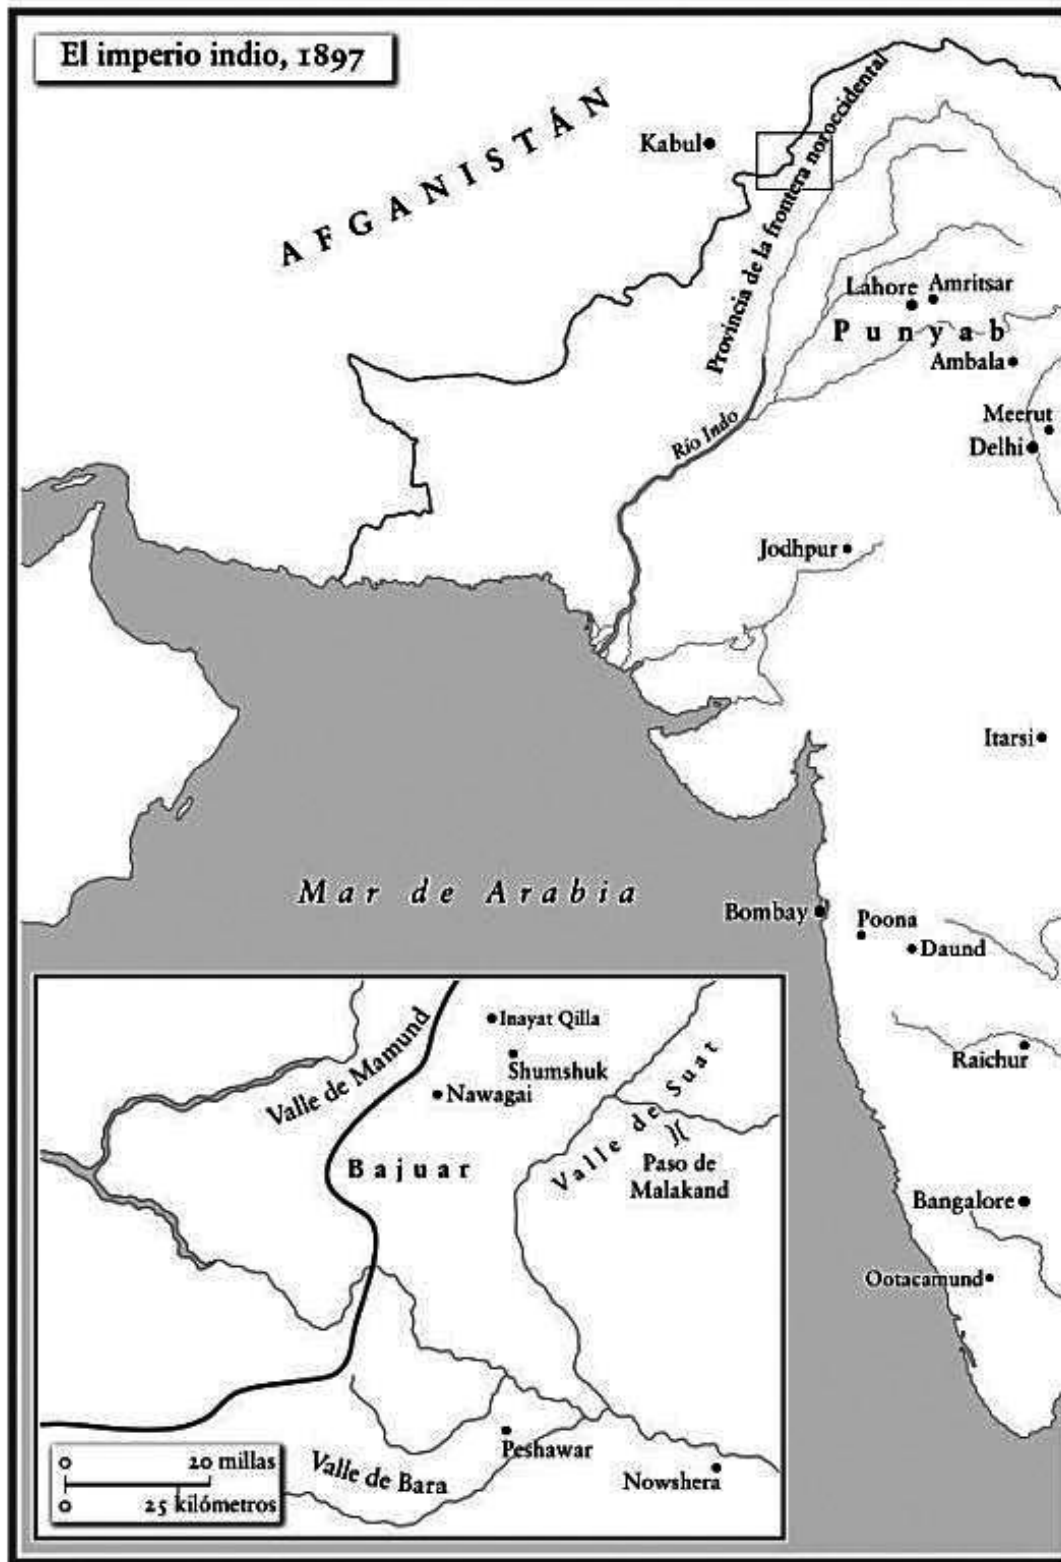 El imperio indio, 1897
AFGANISTÁN
Kabul
Provincia de la frontera noroccidental
Lahore
Amritsar
Punyab
Ambala
Meerut
Delhi
Río Indo
Jodhpur
Itarsi
Mar de Arabia
Bombay
Poona
Daund
Raichur
Bangalore
Ootacamund
Valle de Mamund
Inayat Qilla
Shumshuk
Nawagai
Bajuar
Valle de Suat
Paso de
Malakand
Peshawar
Valle de Bara
Nowshera
0 20 millas
0 25 kilómetros